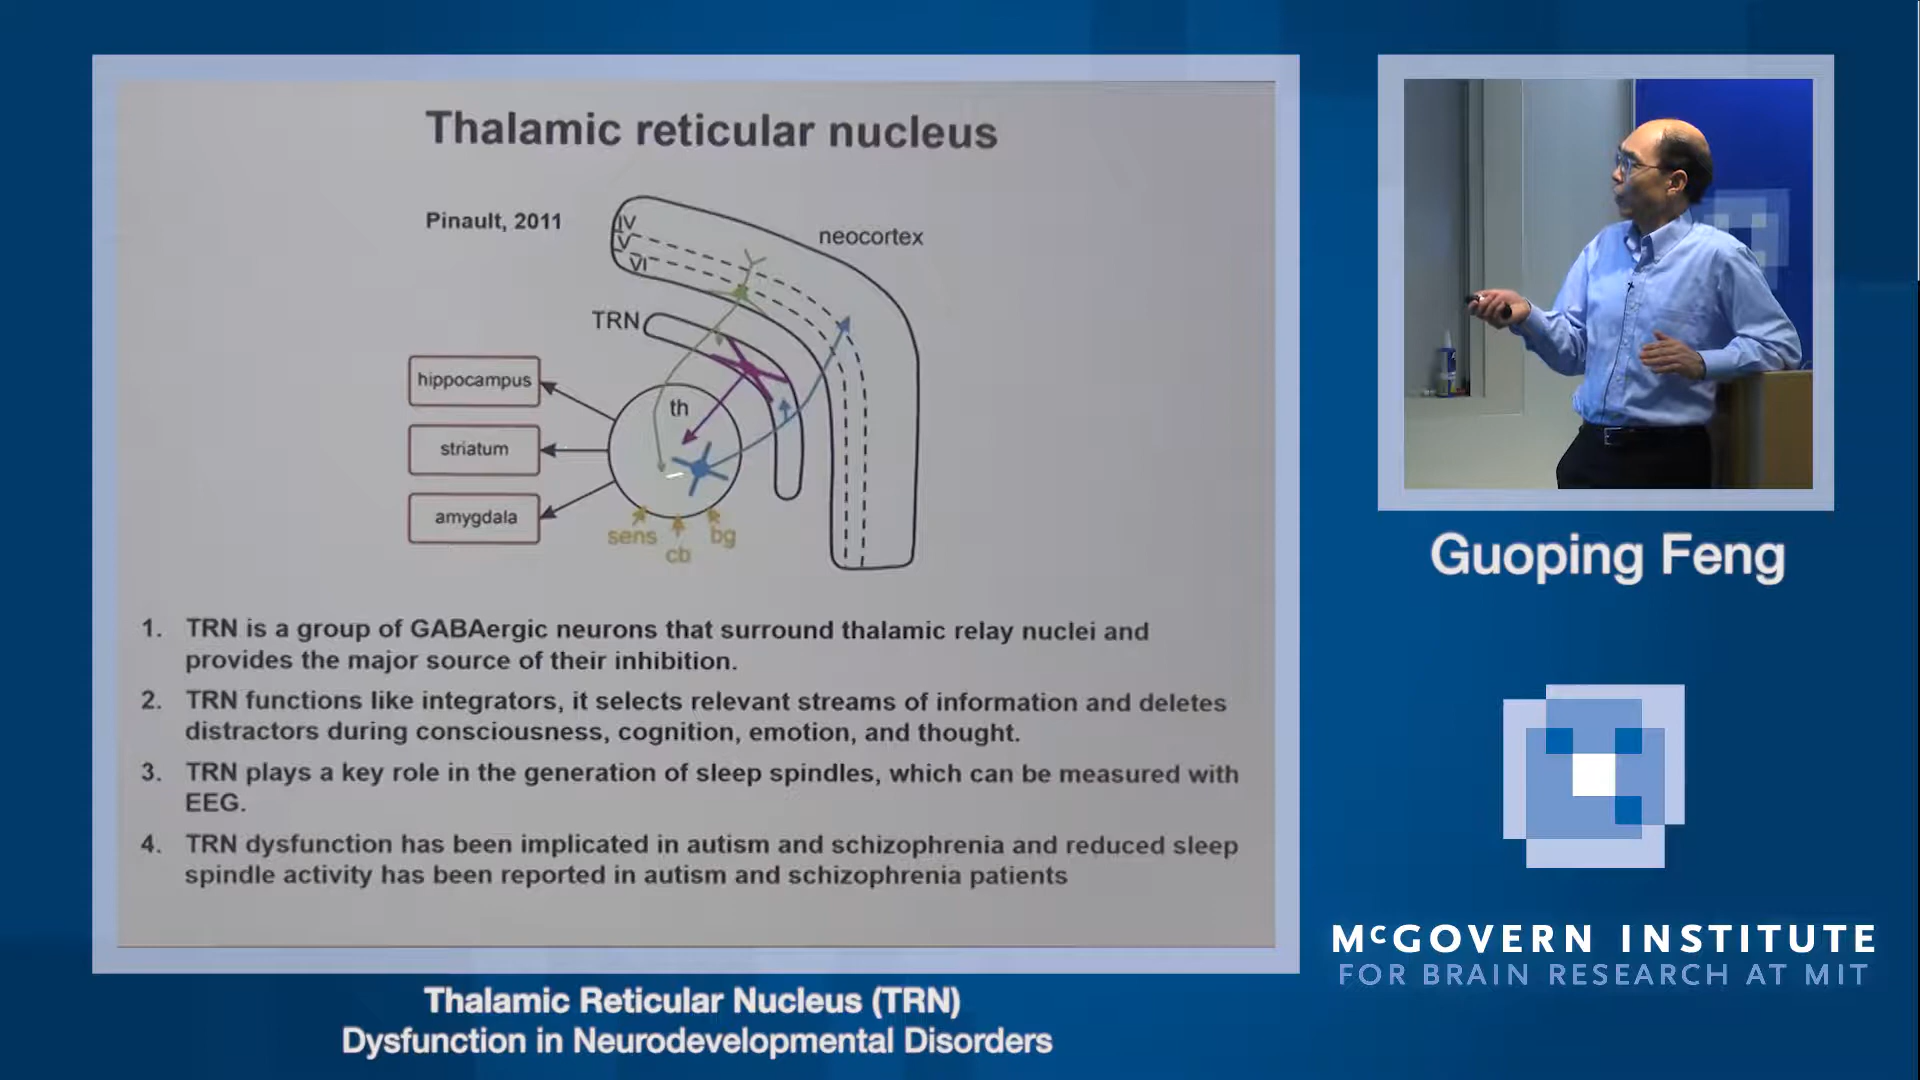 Thalamic reticular nucleus
Pinault, 2011
IV
V
VI
neocortex
TRN
hippocampus
th
striatum
amygdala
sens
cb
bg
1. TRN is a group of GABAergic neurons that surround thalamic relay nuclei and
provides the major source of their inhibition.
2. TRN functions like integrators, it selects relevant streams of information and deletes
distractors during consciousness, cognition, emotion, and thought.
3. TRN plays a key role in the generation of sleep spindles, which can be measured with
EEG.
4. TRN dysfunction has been implicated in autism and schizophrenia and reduced sleep
spindle activity has been reported in autism and schizophrenia patients
Thalamic Reticular Nucleus (TRN)
Dysfunction in Neurodevelopmental Disorders
Guoping Feng
McGOVERN INSTITUTE
FOR BRAIN RESEARCH AT MIT